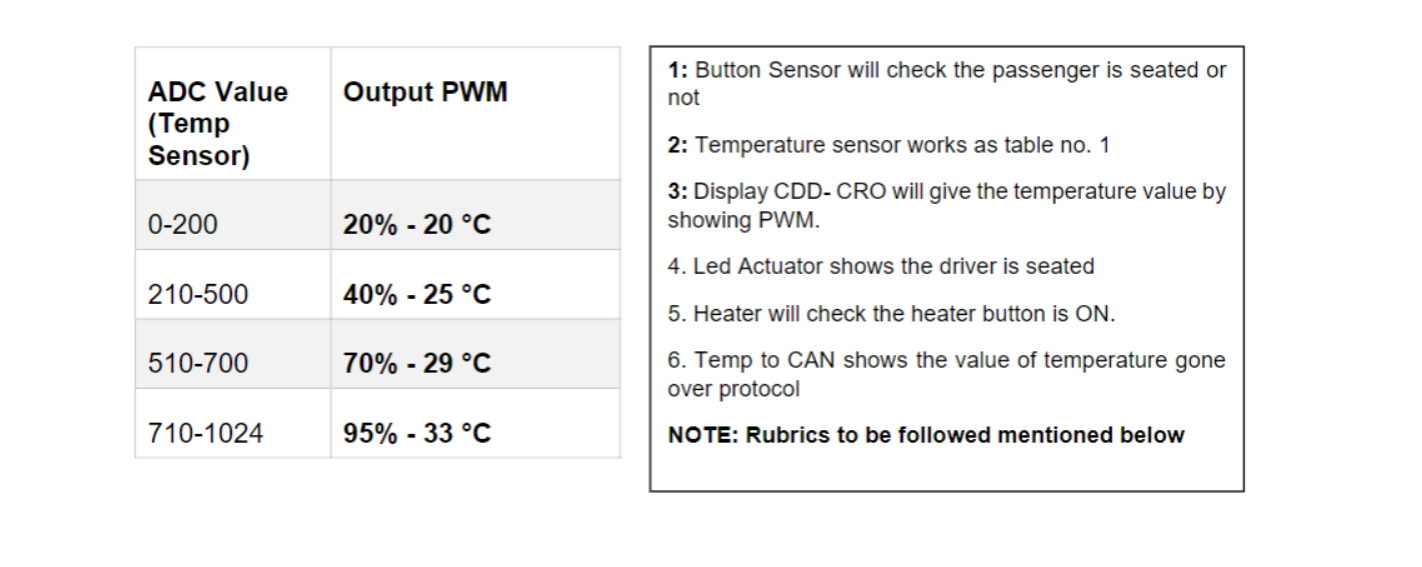 ADC Value
(Temp
Sensor)
Output PWM
0-200
20% - 20 °C
210-500
40% - 25 °C
510-700
70% - 29 °C
710-1024
95% - 33 °C
1: Button Sensor will check the passenger is seated or
not
2: Temperature sensor works as table no. 1
3: Display CDD- CRO will give the temperature value by
showing PWM.
4. Led Actuator shows the driver is seated
5. Heater will check the heater button is ON.
6. Temp to CAN shows the value of temperature gone
over protocol
NOTE: Rubrics to be followed mentioned below